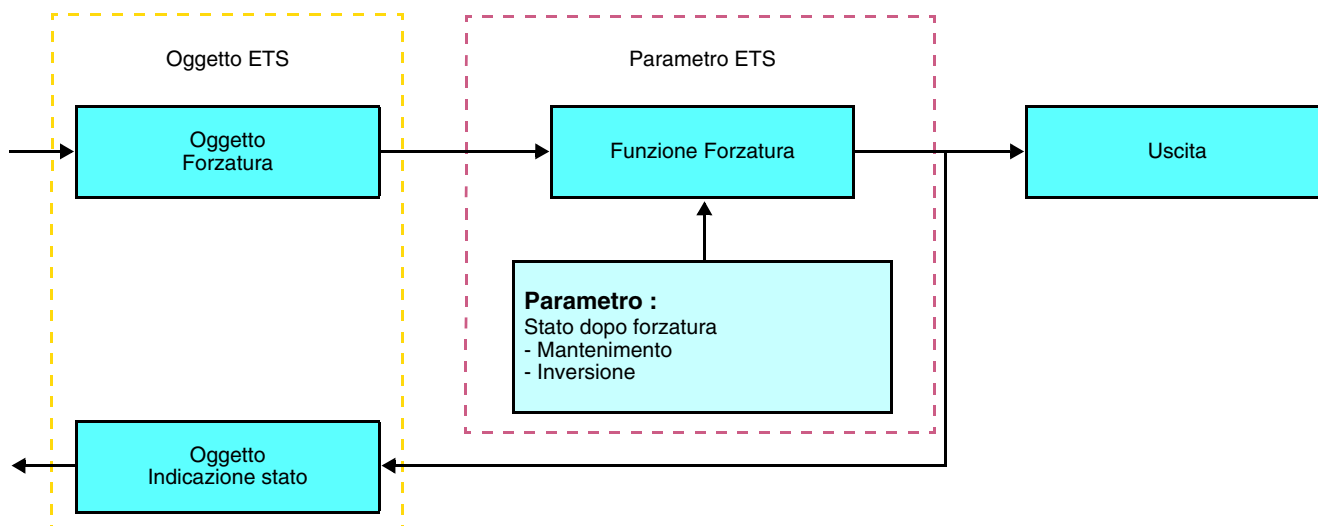 Oggetto ETS
Parametro ETS
Oggetto
Forzatura
Funzione Forzatura
Uscita
Parametro :
Stato dopo forzatura
- Mantenimento
- Inversione
Oggetto
Indicazione stato